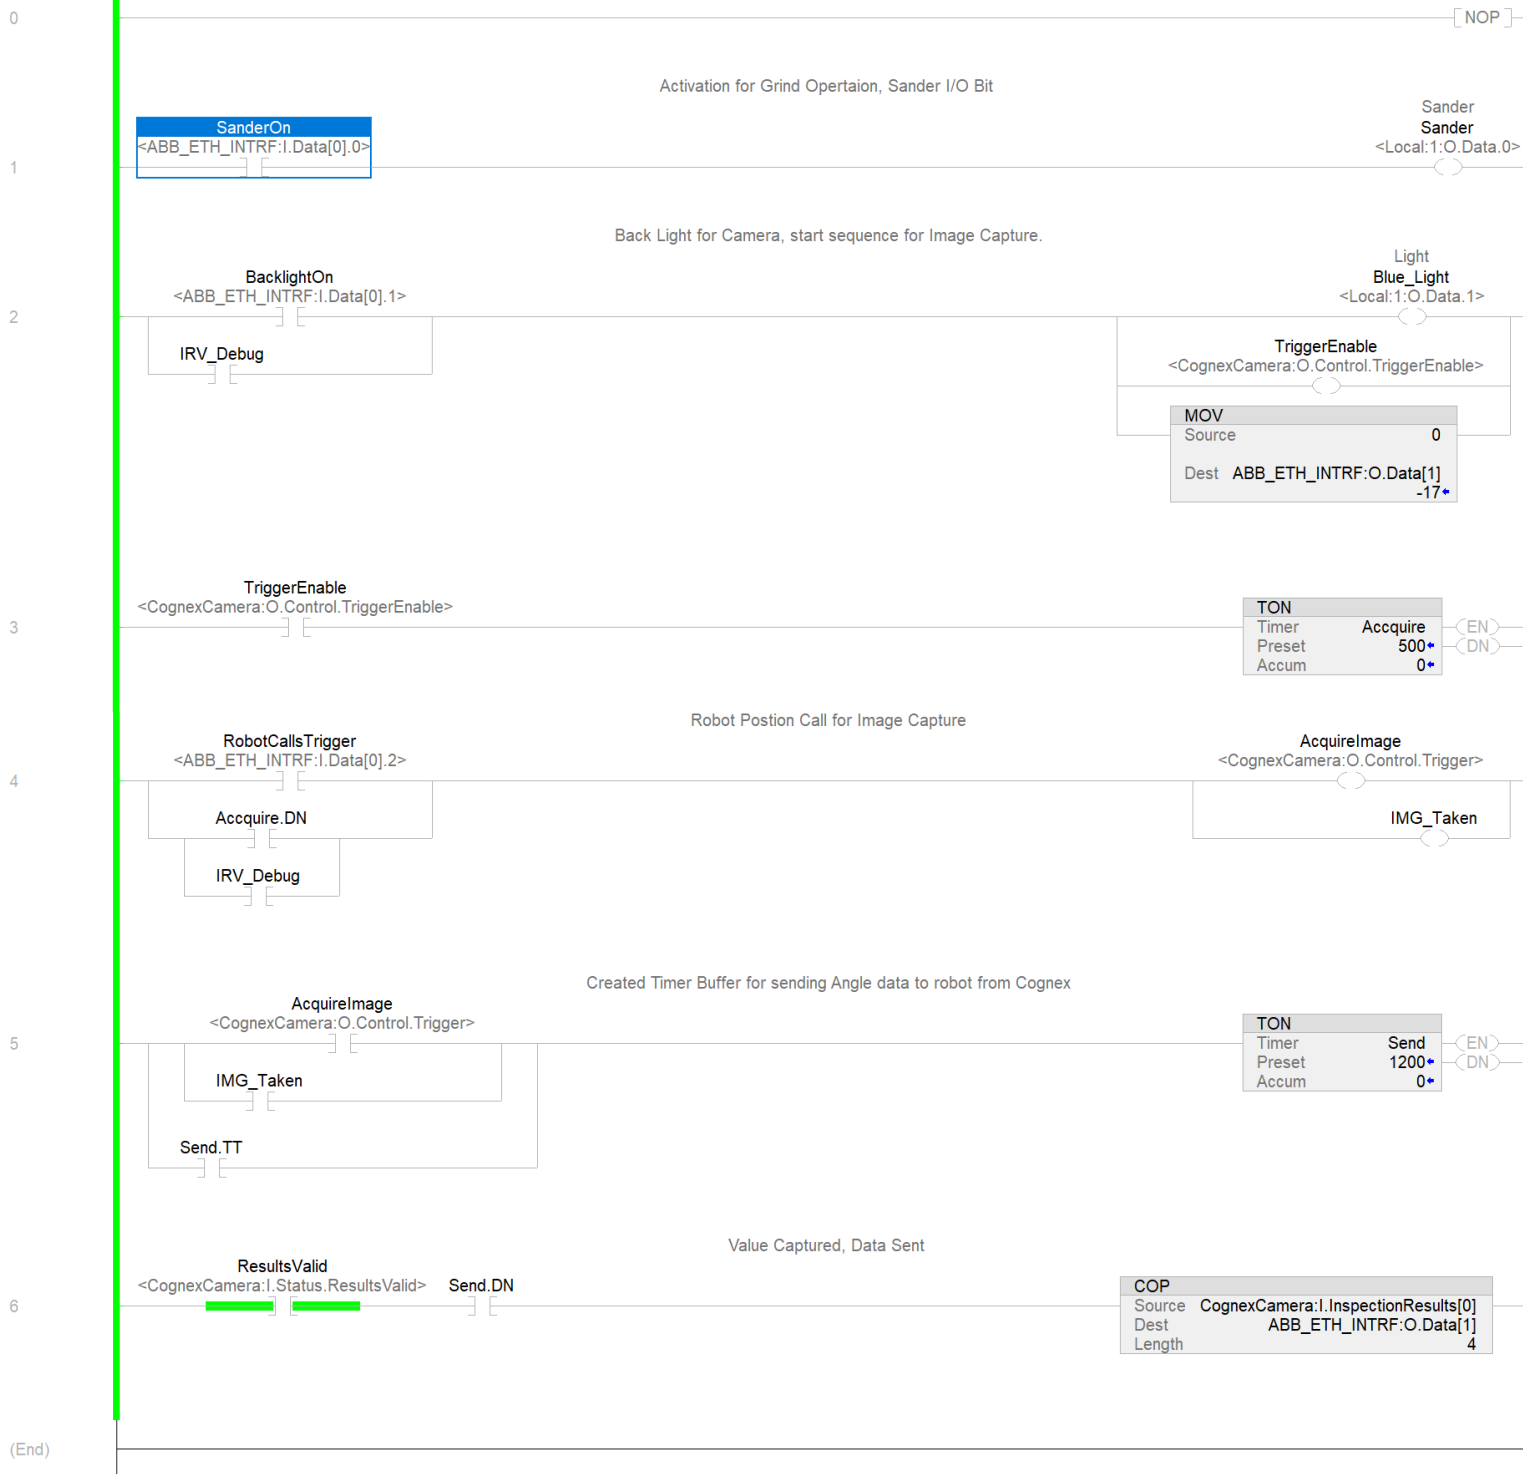 0
NOP
Activation for Grind Opertaion, Sander I/O Bit
Sander
SanderOn
Sander
<ABB_ETH_INTRF:I.Data[0].0>
<Local:1:O.Data.0>
1
Back Light for Camera, start sequence for Image Capture.
Light
BacklightOn
Blue_Light
<ABB_ETH_INTRF:I.Data[0].1>
<Local:1:O.Data.1>
2
IRV_Debug
TriggerEnable
<CognexCamera:O.Control.TriggerEnable>
MOV
Source 0
Dest ABB_ETH_INTRF:O.Data[1]
-17
TriggerEnable
<CognexCamera:O.Control.TriggerEnable>
3
TON
Timer Accquire
EN
Preset 500
DN
Accum 0
Robot Postion Call for Image Capture
RobotCallsTrigger
AcquireImage
<ABB_ETH_INTRF:I.Data[0].2>
<CognexCamera:O.Control.Trigger>
4
Accquire.DN
IMG_Taken
IRV_Debug
Created Timer Buffer for sending Angle data to robot from Cognex
AcquireImage
<CognexCamera:O.Control.Trigger>
5
TON
Timer Send
EN
Preset 1200
DN
Accum 0
IMG_Taken
Send.TT
Value Captured, Data Sent
ResultsValid
<CognexCamera:I.Status.ResultsValid>
Send.DN
6
COP
Source CognexCamera:I.InspectionResults[0]
Dest ABB_ETH_INTRF:O.Data[1]
Length 4
(End)